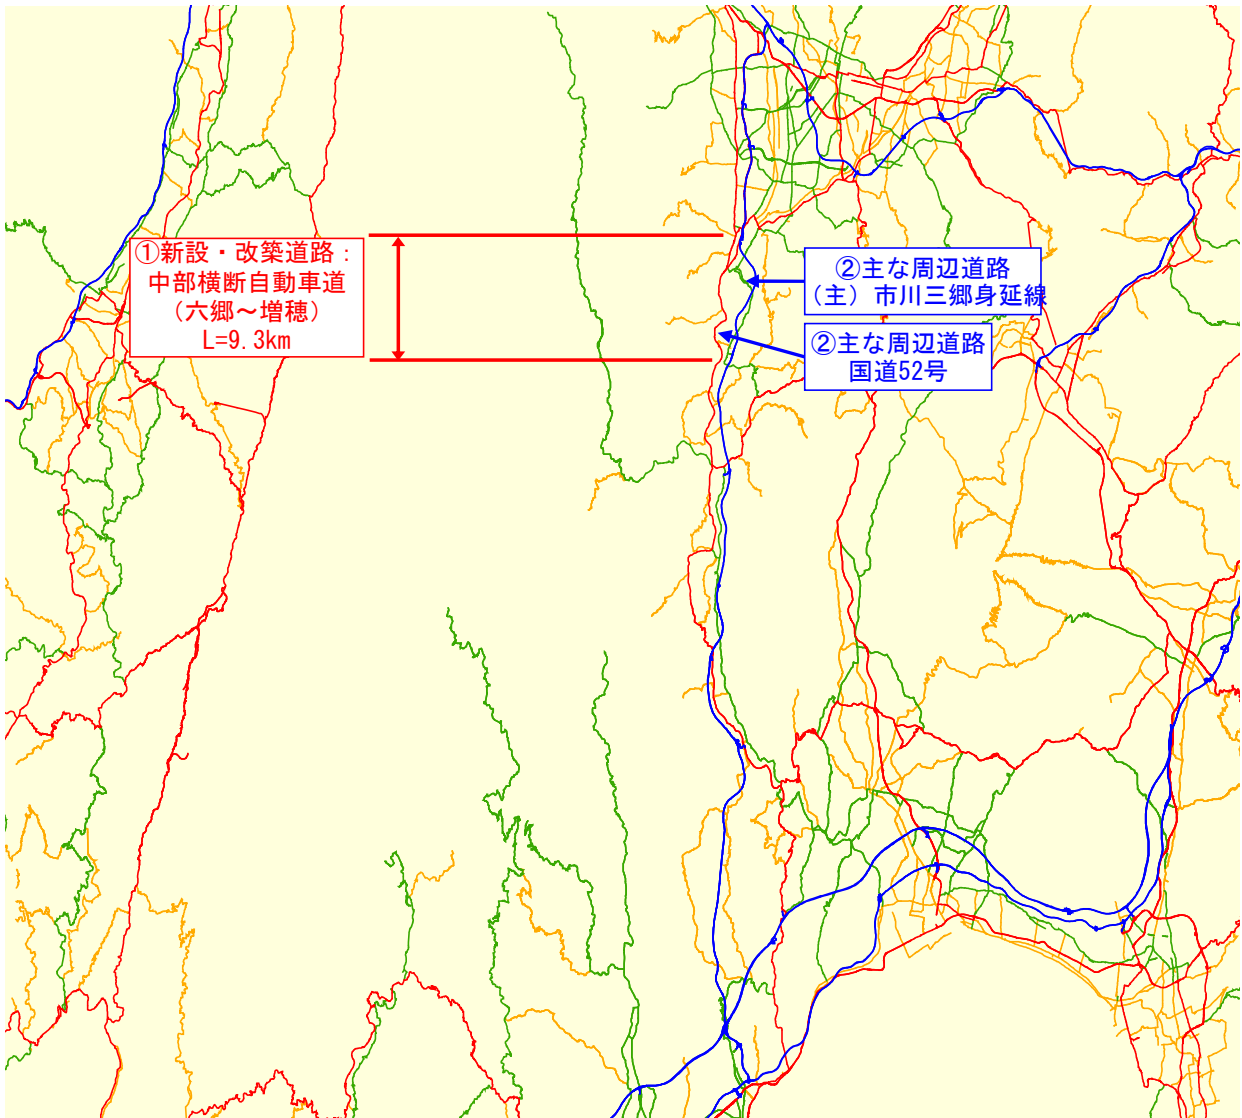 ①新設・改築道路：
中部横断自動車道
（六郷～増穂）
L=9.3km
②主な周辺道路
（主）市川三郷身延線
②主な周辺道路
国道52号